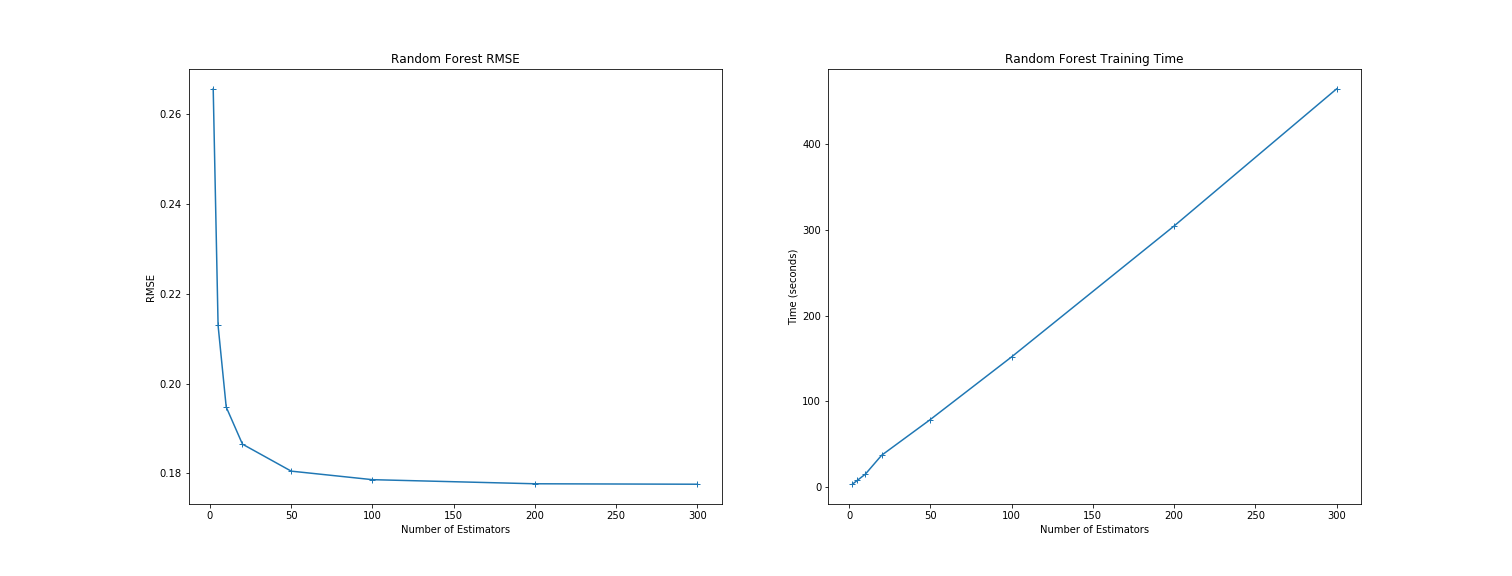 Random Forest RMSE
RMSE
0.26
0.24
0.22
0.20
0.18
0 50 100 150 200 250 300
Number of Estimators
Random Forest Training Time
Time (seconds)
400
300
200
100
0
0 50 100 150 200 250 300
Number of Estimators